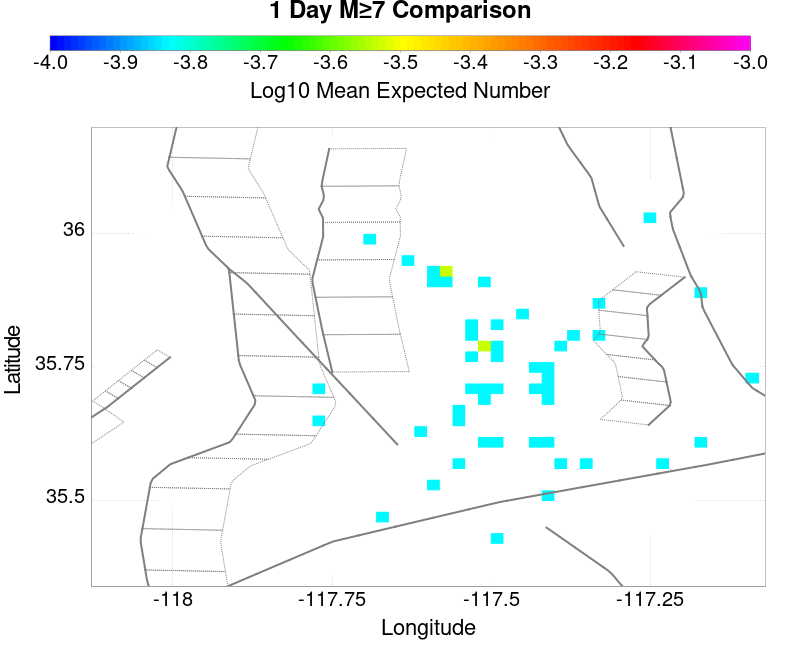 1 Day M≥7 Comparison
-4.0 -3.9 -3.8 -3.7 -3.6 -3.5 -3.4 -3.3 -3.2 -3.1 -3.0
Log10 Mean Expected Number
36
35.75
35.5
Latitude
-118 -117.75 -117.5 -117.25
Longitude